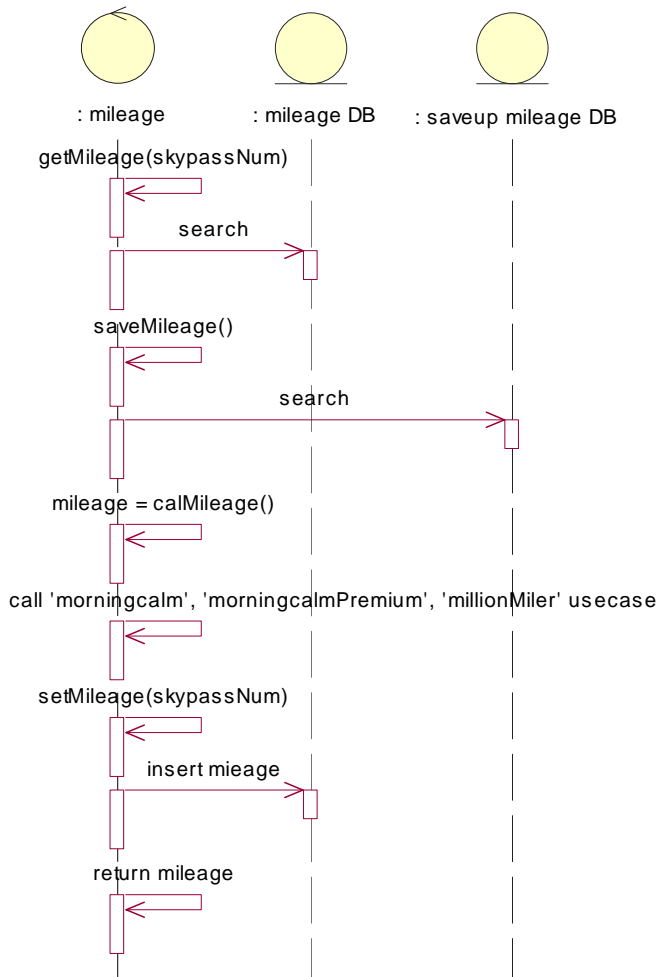 : mileage
: mileage DB
: saveup mileage DB
getMileage(skypassNum)
search
saveMileage()
search
mileage = calMileage()
call 'morningcalm', 'morningcalmPremium', 'millionMiler' usecase
setMileage(skypassNum)
insert mieage
return mileage